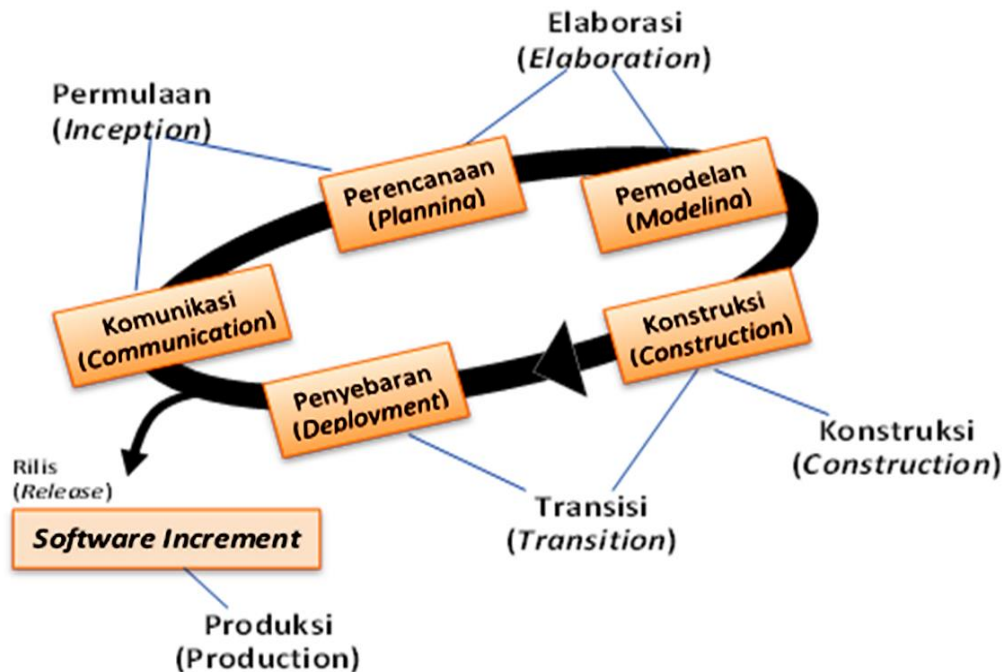 Elaborasi
(Elaboration)
Permulaan
(Inception)
Perencanaan
(Planning)
Pemodelan
(Modeling)
Komunikasi
(Communication)
Konstruksi
(Construction)
Penyebaran
(Deployment)
Konstruksi
(Construction)
Rilis
(Release)
Transisi
(Transition)
Software Increment
Produksi
(Production)